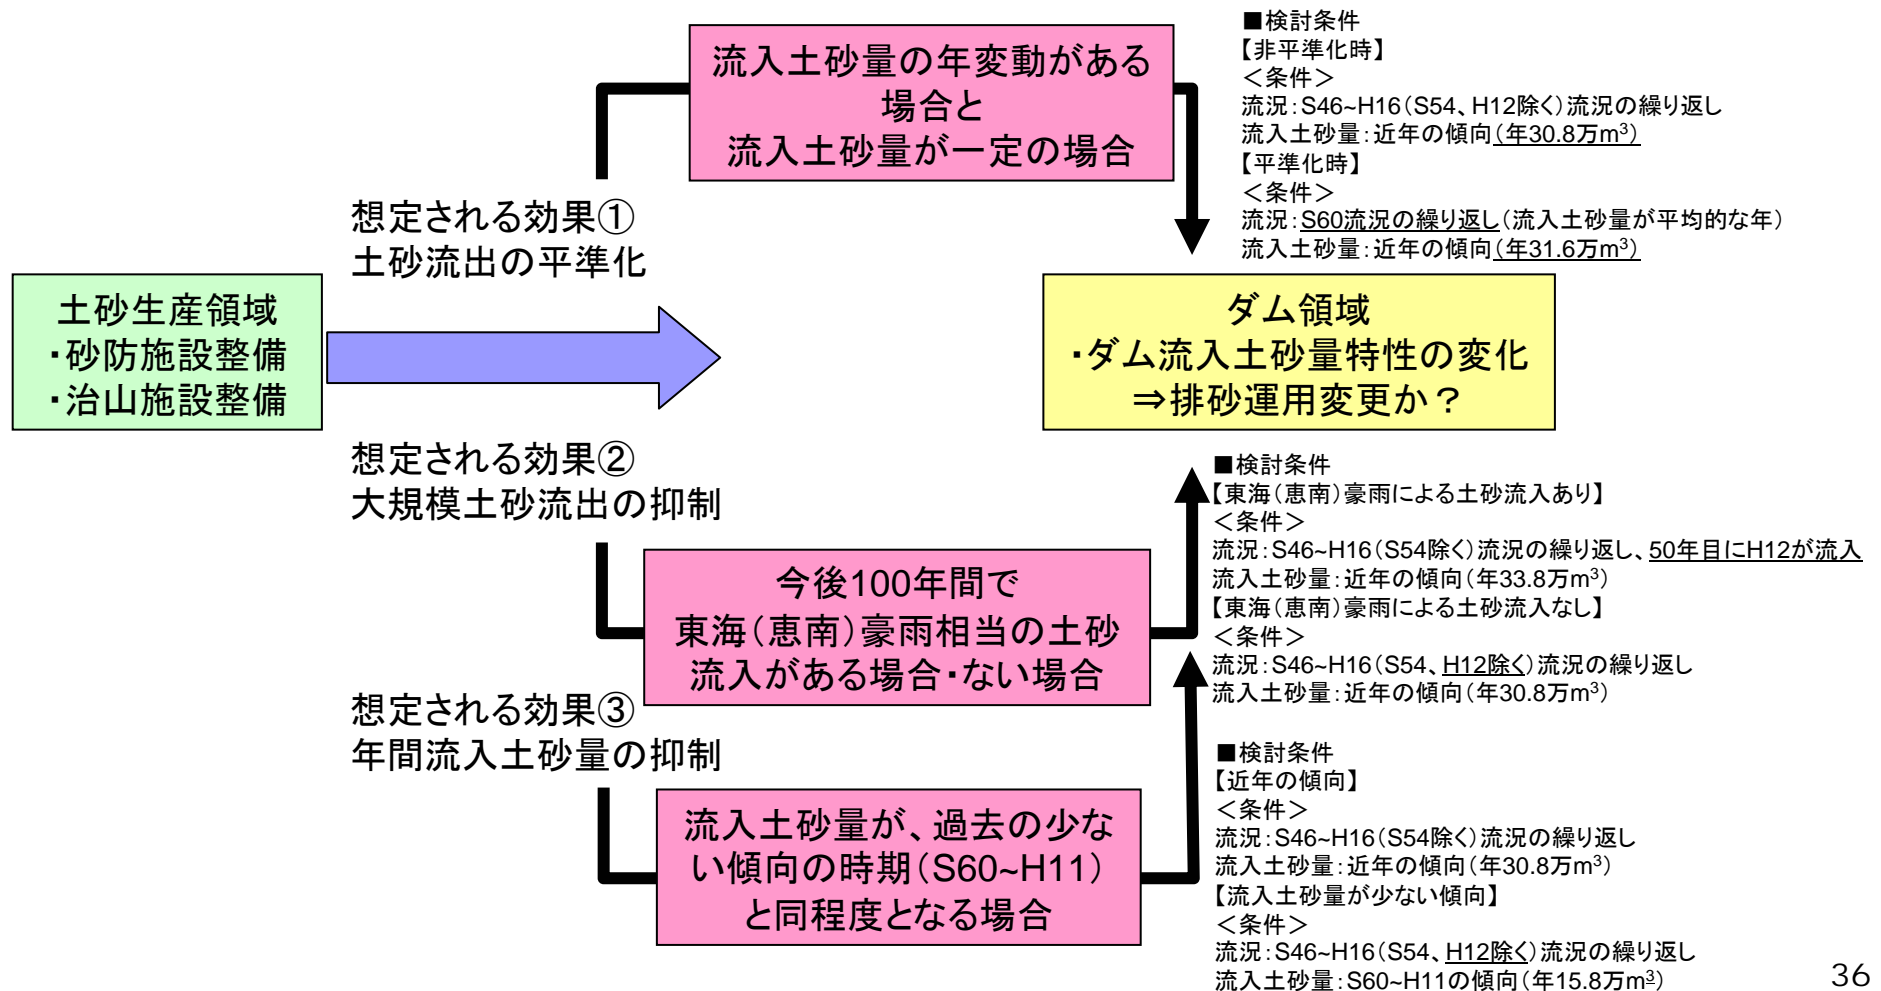 土砂生産領域
・砂防施設整備
・治山施設整備
想定される効果①
土砂流出の平準化
流入土砂量の年変動がある
場合と
流入土砂量が一定の場合
■検討条件
【非平準化時】
＜条件＞
流況：S46~H16（S54、H12除く）流況の繰り返し
流入土砂量：近年の傾向（年30.8万m³）
【平準化時】
＜条件＞
流況：S60流況の繰り返し（流入土砂量が平均的な年）
流入土砂量：近年の傾向（年31.6万m³）
ダム領域
・ダム流入土砂量特性の変化
⇒排砂運用変更か？
想定される効果②
大規模土砂流出の抑制
今後100年間で
東海（恵南）豪雨相当の土砂
流入がある場合・ない場合
■検討条件
【東海（恵南）豪雨による土砂流入あり】
＜条件＞
流況：S46~H16（S54除く）流況の繰り返し、50年目にH12が流入
流入土砂量：近年の傾向（年33.8万m³）
【東海（恵南）豪雨による土砂流入なし】
＜条件＞
流況：S46~H16（S54、H12除く）流況の繰り返し
流入土砂量：近年の傾向（年30.8万m³）
想定される効果③
年間流入土砂量の抑制
流入土砂量が、過去の少な
い傾向の時期（S60~H11）
と同程度となる場合
■検討条件
【近年の傾向】
＜条件＞
流況：S46~H16（S54除く）流況の繰り返し
流入土砂量：近年の傾向（年30.8万m³）
【流入土砂量が少ない傾向】
＜条件＞
流況：S46~H16（S54、H12除く）流況の繰り返し
流入土砂量：S60~H11の傾向（年15.8万m³）
36